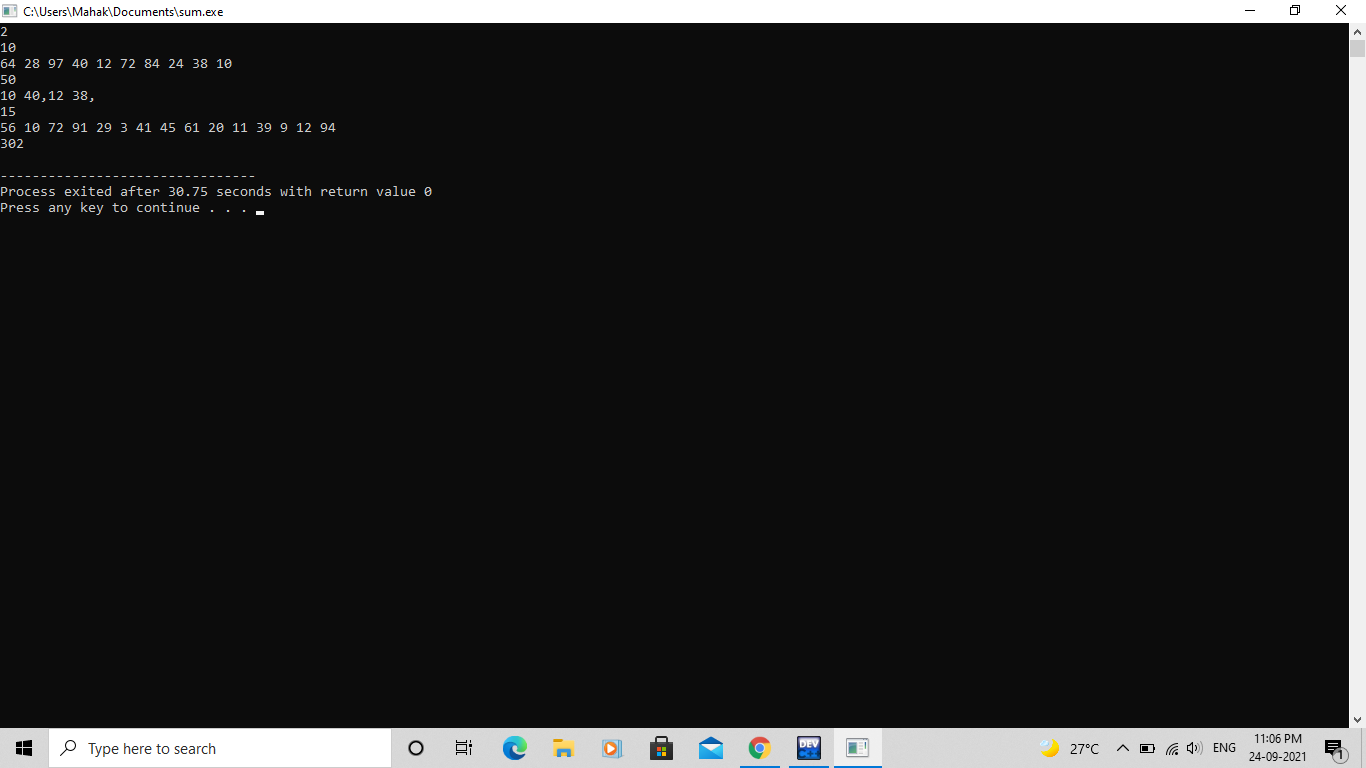 C:\Users\Mahak\Documents\sum.exe
2
10
64 28 97 40 12 72 84 24 38 10
50
10 40,12 38,
15
56 10 72 91 29 3 41 45 61 20 11 39 9 12 94
302
--------------------------------
Process exited after 30.75 seconds with return value 0
Press any key to continue . . .
Type here to search
DEV C++
27°C
ENG
11:06 PM
24-09-2021
1